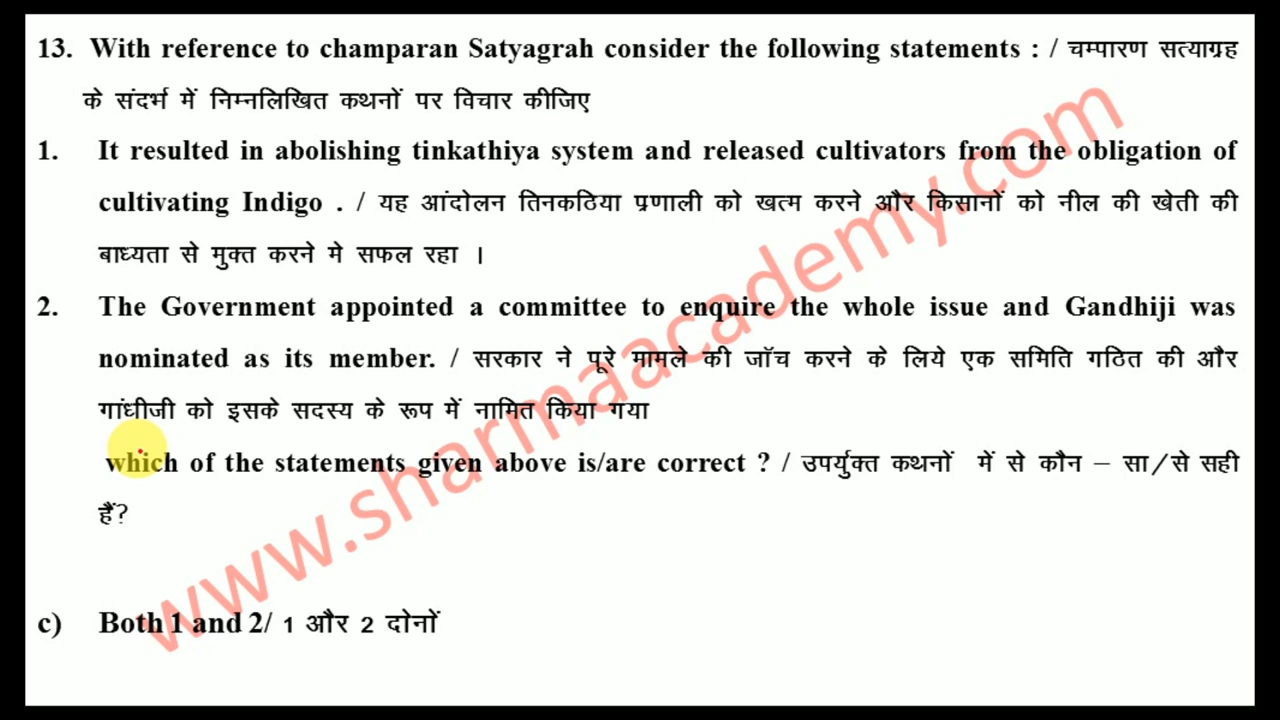 13. With reference to champaran Satyagrah consider the following statements : / चम्पारण सत्याग्रह
के संदर्भ में निम्नलिखित कथनों पर विचार कीजिए
1. It resulted in abolishing tinkathiya system and released cultivators from the obligation of
cultivating Indigo . / यह आंदोलन तिनकठिया प्रणाली को खत्म करने और किसानों को नील की खेती की
बाध्यता से मुक्त करने मे सफल रहा ।
2. The Government appointed a committee to enquire the whole issue and Gandhiji was
nominated as its member. / सरकार ने पूरे मामले की जॉच करने के लिये एक समिति गठित की और
गांधीजी को इसके सदस्य के रूप में नामित किया गया
which of the statements given above is/are correct ? / उपर्युक्त कथनों में से कौन – सा/से सही
हैं?
c) Both 1 and 2/ 1 और 2 दोनों
www.sharmaacademy.com